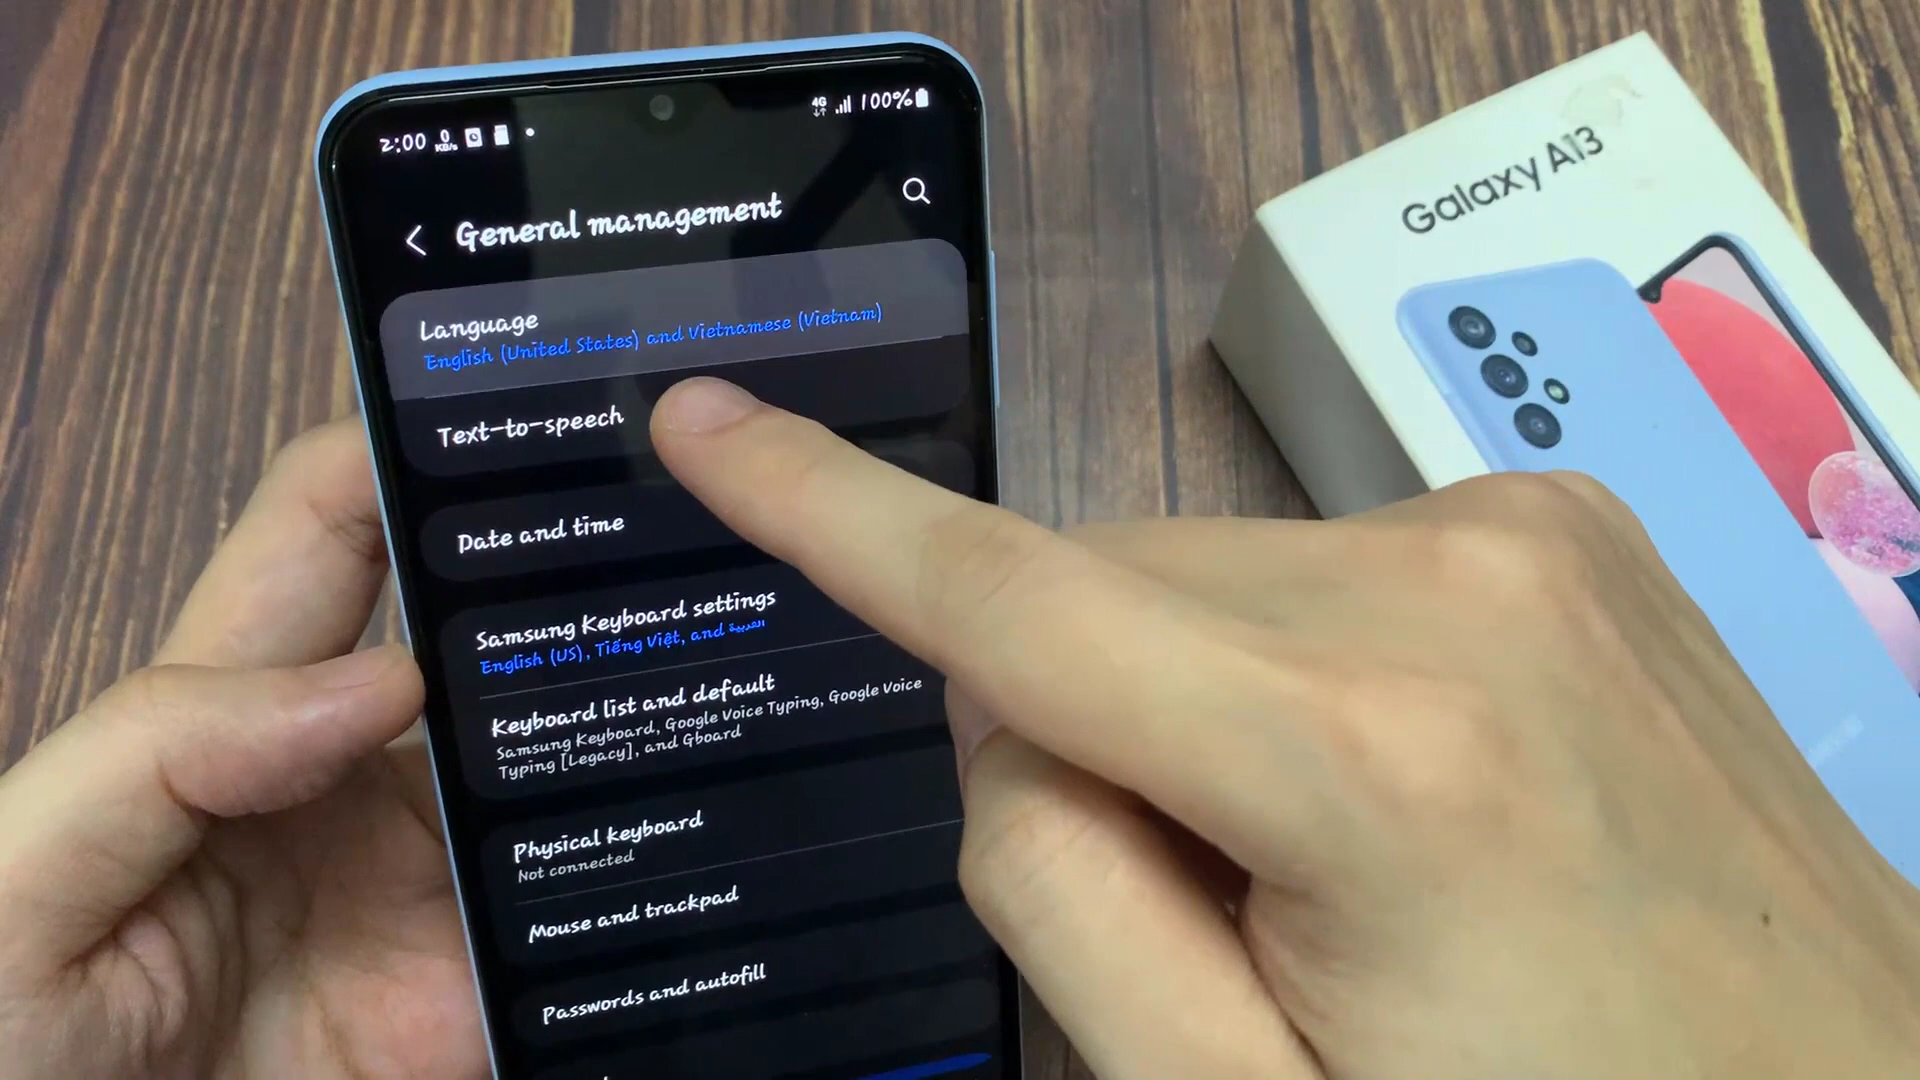 2:00
0
KB/s
4G
100%
General management
Language
English (United States) and Vietnamese (Vietnam)
Text-to-speech
Date and time
Samsung Keyboard settings
English (US), Tiếng Việt, and العربية
Keyboard list and default
Samsung Keyboard, Google Voice Typing, Google Voice
Typing [Legacy], and Gboard
Physical keyboard
Not connected
Mouse and trackpad
Passwords and autofill
Galaxy A13